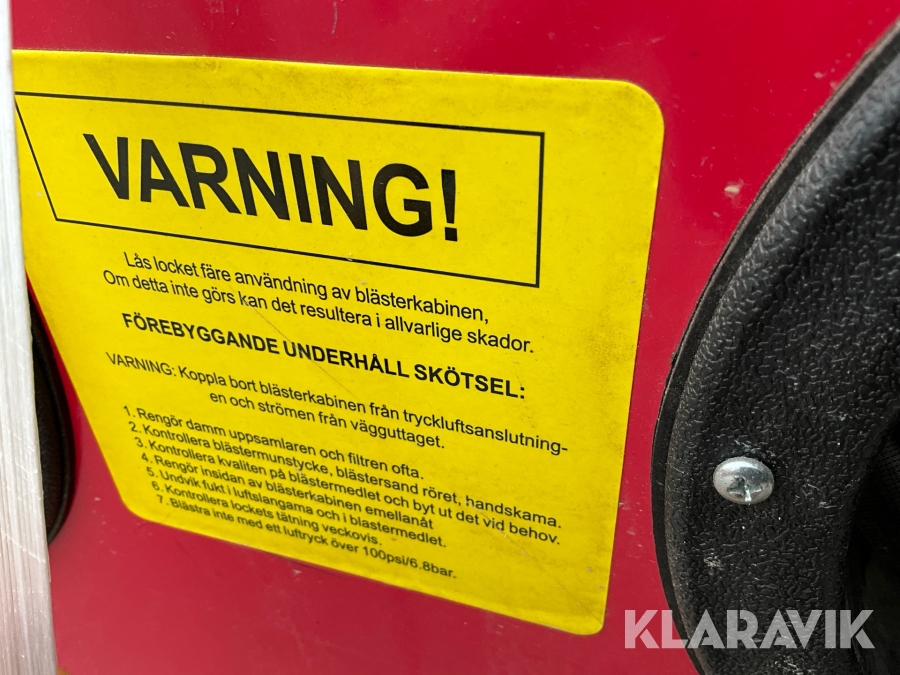 VARNING!
Lås locket färe användning av blästerkabinen,
Om detta inte görs kan det resultera i allvarlige skador.
FÖREBYGGANDE UNDERHÅLL SKÖTSEL:
VARNING: Koppla bort blästerkabinen från tryckluftsanslutning-
en och strömen från vägguttaget.
1. Rengör damm uppsamlaren och filtren ofta.
2. Kontrollera blästermunstycke, blästersand röret, handskama.
3. Kontrollera kvaliten på blästermedlet och byt ut det vid behov.
4. Rengör insidan av blästerkabinen emellanåt
5. Undvik fukt i luftslangarna och i blastermedlet.
6. Kontrollera lockets tätning veckovis.
7. Blästra inte med ett luftryck över 100psi/6.8bar.
KLARAVIK